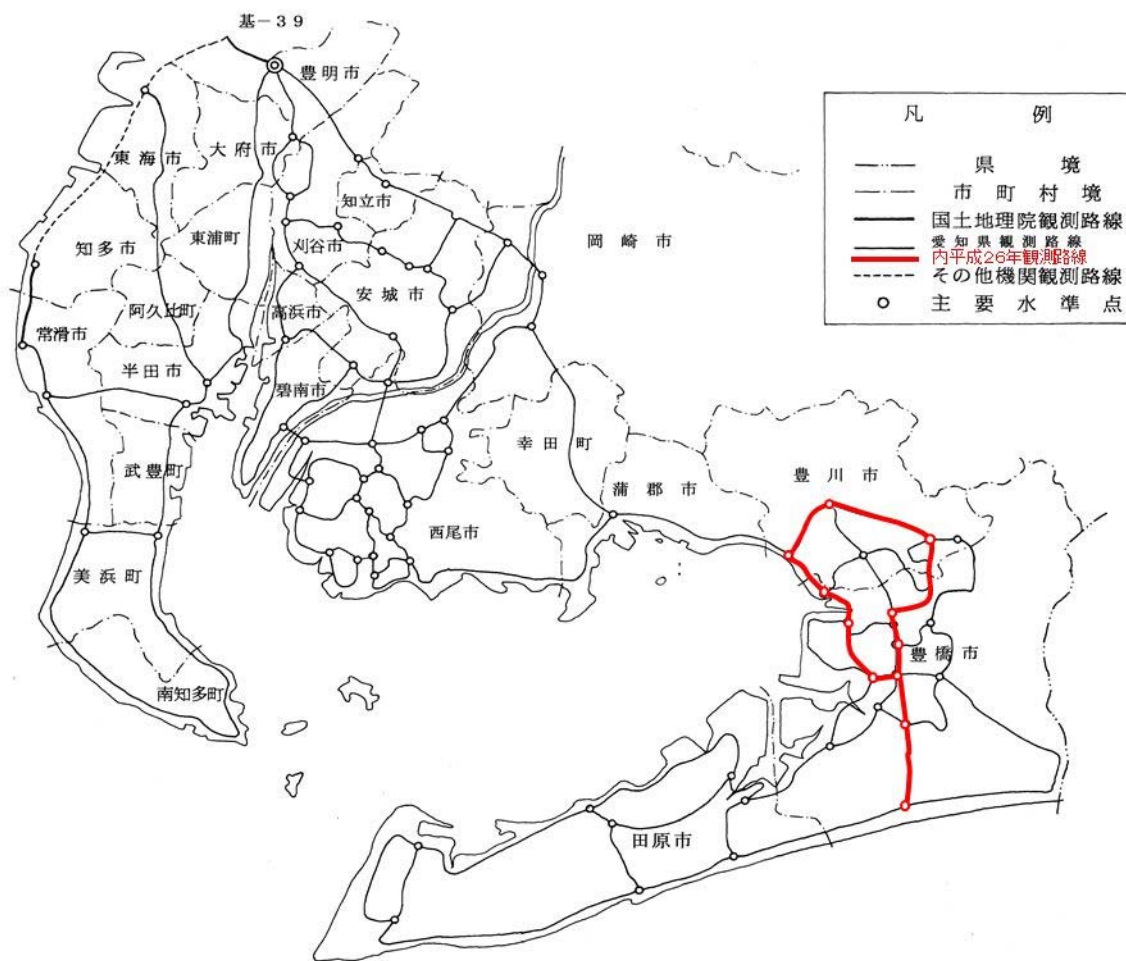 基－３９
豊明市
東海市
大府市
知立市
知多市
東浦町
刈谷市
岡崎市
安城市
阿久比町
高浜市
常滑市
半田市
碧南市
武豊町
幸田町
豊川市
蒲郡市
西尾市
美浜町
豊橋市
南知多町
田原市
凡例
県境
市町村境
国土地理院観測路線
愛知県観測路線
内平成26年観測路線
その他機関観測路線
主要水準点